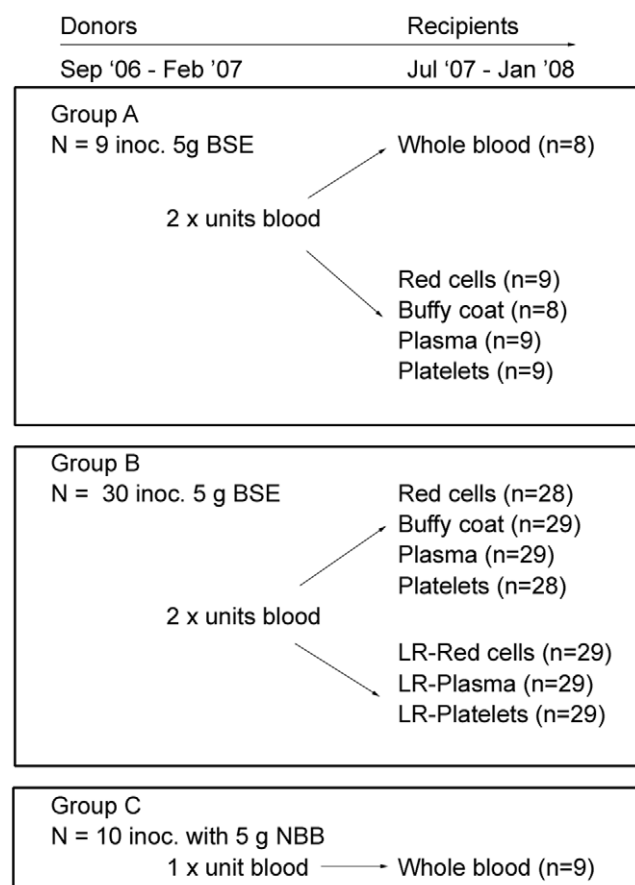 Donors Recipients
Sep ‘06 - Feb ’07 Jul ‘07 - Jan ’08
Group A
N = 9 inoc. 5g BSE Whole blood (n=8)
2 x units blood
Red cells (n=9)
Buffy coat (n=8)
Plasma (n=9)
Platelets (n=9)
Group B
N = 30 inoc. 5 g BSE Red cells (n=28)
Buffy coat (n=29)
Plasma (n=29)
Platelets (n=28)
2 x units blood
LR-Red cells (n=29)
LR-Plasma (n=29)
LR-Platelets (n=29)
Group C
N = 10 inoc. with 5 g NBB
1 x unit blood Whole blood (n=9)